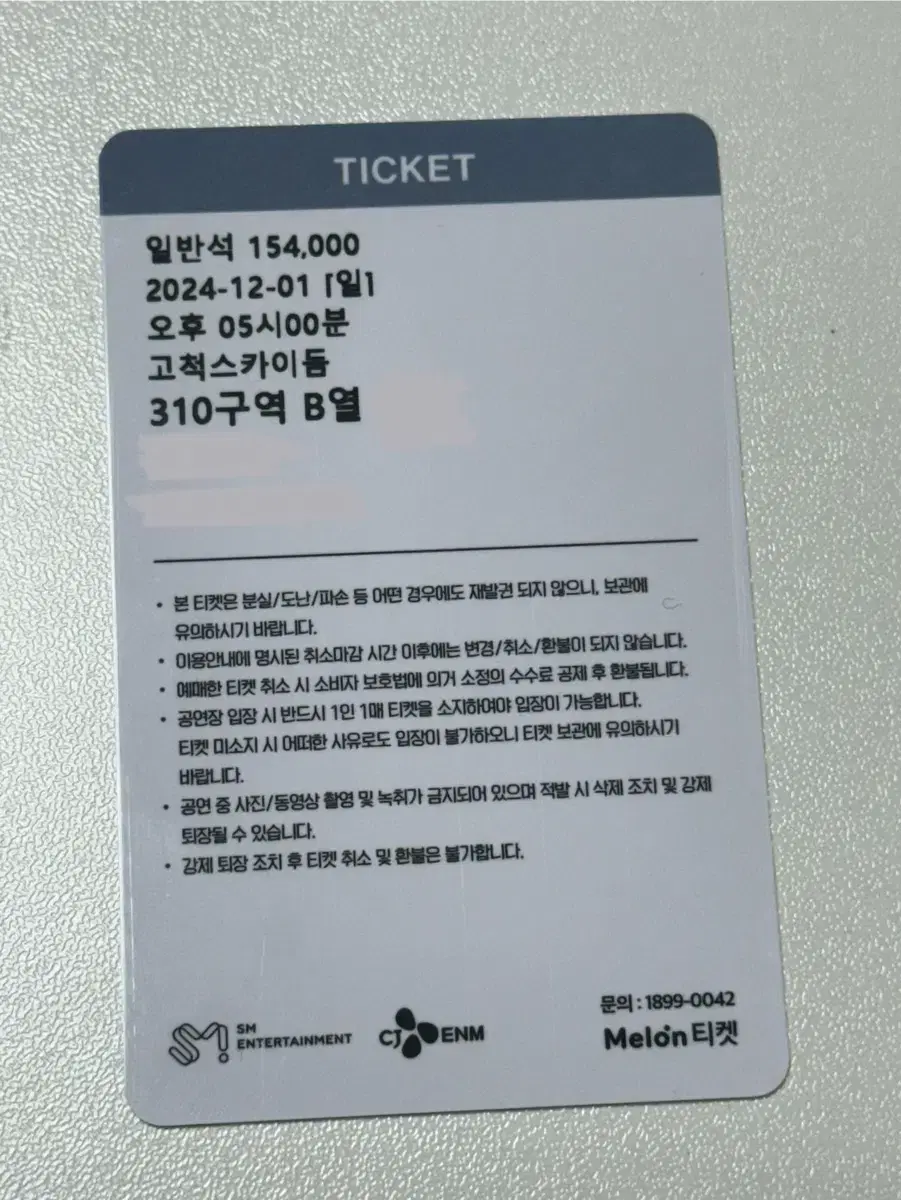 TICKET
일반석 154,000
2024-12-01 [일]
오후 05시00분
고척스카이돔
310구역 B열
• 본 티켓은 분실/도난/파손 등 어떤 경우에도 재발권 되지 않으니, 보관에
유의하시기 바랍니다.
• 이용안내에 명시된 취소마감 시간 이후에는 변경/취소/환불이 되지 않습니다.
• 예매한 티켓 취소 시 소비자 보호법에 의거 소정의 수수료 공제 후 환불됩니다.
• 공연장 입장 시 반드시 1인 1매 티켓을 소지하여야 입장이 가능합니다.
티켓 미소지 시 어떠한 사유로도 입장이 불가하오니 티켓 보관에 유의하시기
바랍니다.
• 공연 중 사진/동영상 촬영 및 녹취가 금지되어 있으며 적발 시 삭제 조치 및 강제
퇴장될 수 있습니다.
• 강제 퇴장 조치 후 티켓 취소 및 환불은 불가합니다.
문의 : 1899-0042
SM
ENTERTAINMENT
CJ ENM
Melon 티켓